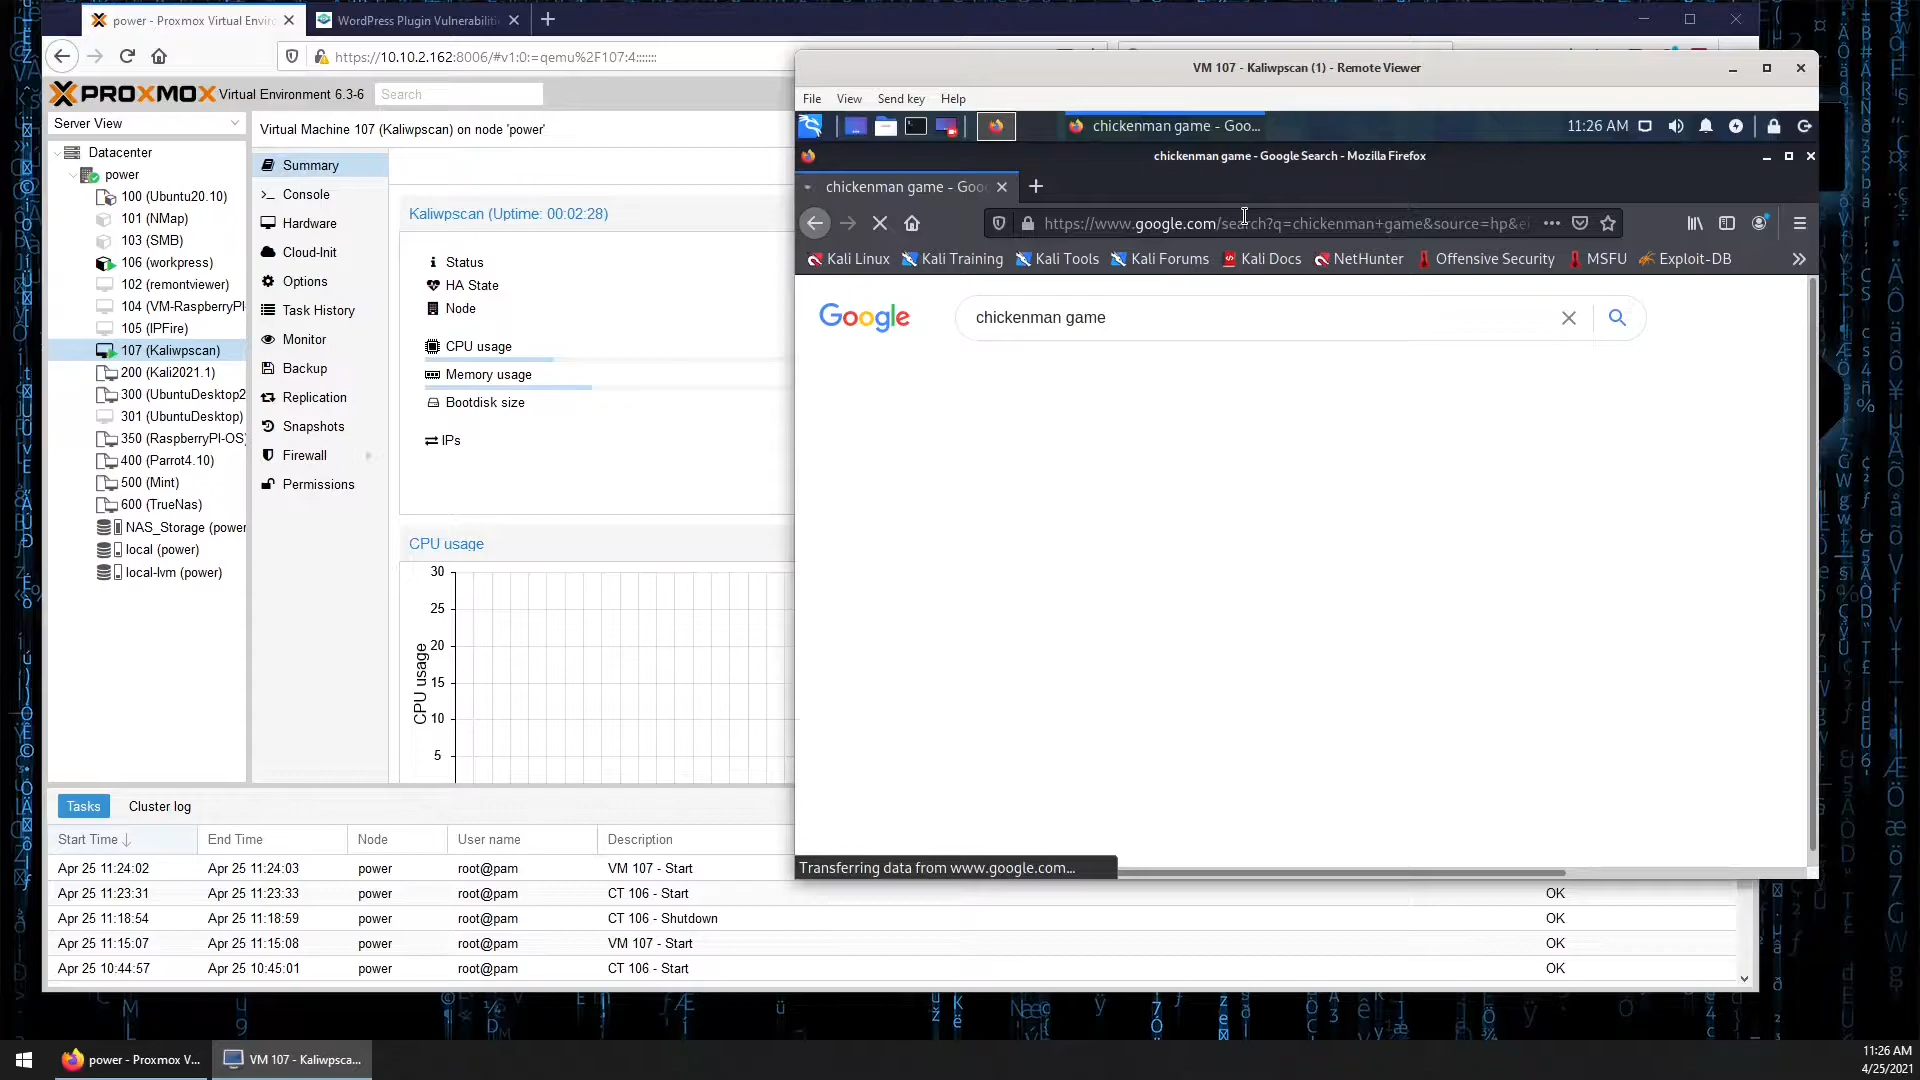 power - Proxmox Virtual Enviro
WordPress Plugin Vulnerabiliti
https://10.10.2.162:8006/#v1:0:=qemu%2F107:4:::::::
PROXMOX Virtual Environment 6.3-6
Search
Server View
Virtual Machine 107 (Kaliwpscan) on node 'power'
Datacenter
power
100 (Ubuntu20.10)
101 (NMap)
103 (SMB)
106 (workpress)
102 (remontviewer)
104 (VM-RaspberryPI-
105 (IPFire)
107 (Kaliwpscan)
200 (Kali2021.1)
300 (UbuntuDesktop2
301 (UbuntuDesktop)
350 (RaspberryPI-OS)
400 (Parrot4.10)
500 (Mint)
600 (TrueNas)
NAS_Storage (power
local (power)
local-lvm (power)
Summary
Console
Hardware
Cloud-Init
Options
Task History
Monitor
Backup
Replication
Snapshots
Firewall
Permissions
Kaliwpscan (Uptime: 00:02:28)
Status
HA State
Node
CPU usage
Memory usage
Bootdisk size
IPs
CPU usage
30
25
20
15
10
5
CPU usage
VM 107 - Kaliwpscan (1) - Remote Viewer
File View Send key Help
chickenman game - Goo...
11:26 AM
chickenman game - Google Search - Mozilla Firefox
chickenman game - Goo
https://www.google.com/search?q=chickenman+game&source=hp&ei
Kali Linux Kali Training Kali Tools Kali Forums Kali Docs NetHunter Offensive Security MSFU Exploit-DB
Google
chickenman game
Transferring data from www.google.com...
Tasks Cluster log
Start Time End Time Node User name Description
Apr 25 11:24:02 Apr 25 11:24:03 power root@pam VM 107 - Start
Apr 25 11:23:31 Apr 25 11:23:33 power root@pam CT 106 - Start OK
Apr 25 11:18:54 Apr 25 11:18:59 power root@pam CT 106 - Shutdown OK
Apr 25 11:15:07 Apr 25 11:15:08 power root@pam VM 107 - Start OK
Apr 25 10:44:57 Apr 25 10:45:01 power root@pam CT 106 - Start OK
power - Proxmox V...
VM 107 - Kaliwpsca...
11:26 AM
4/25/2021